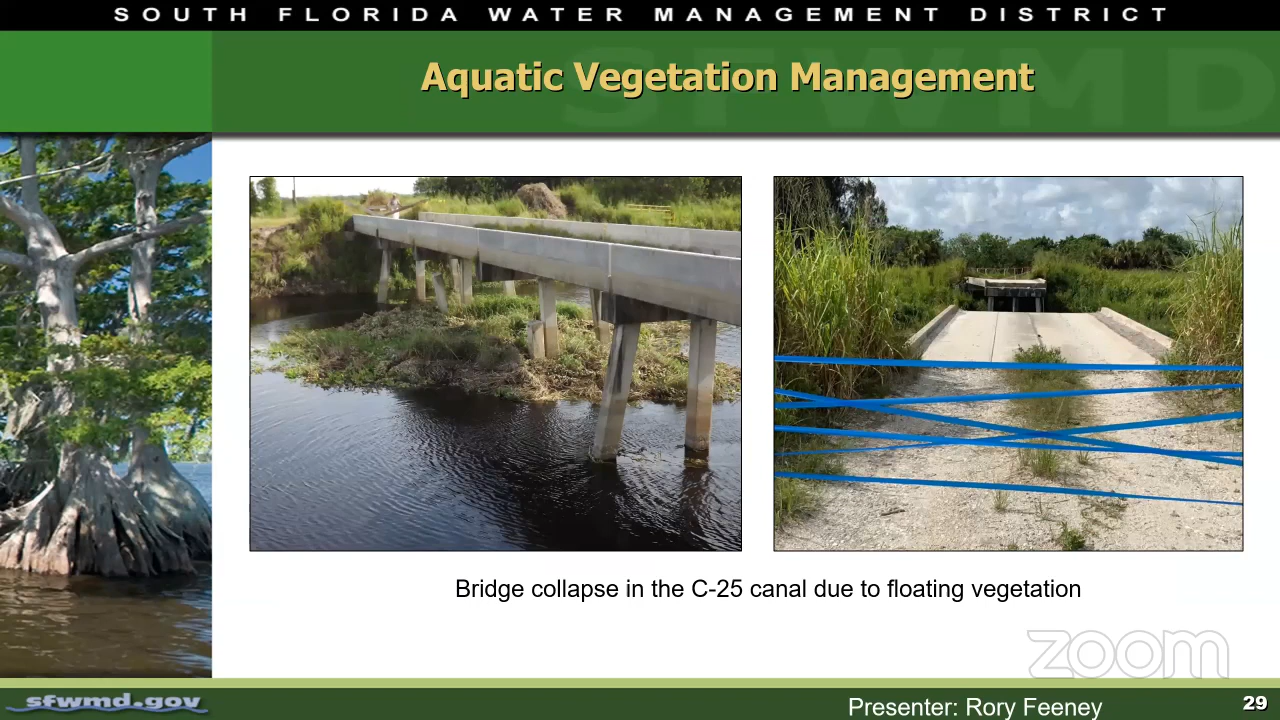 SOUTH FLORIDA WATER MANAGEMENT DISTRICT
SFWMD
Aquatic Vegetation Management
Bridge collapse in the C-25 canal due to floating vegetation
zoom
sfwmd.gov
Presenter: Rory Feeney
29